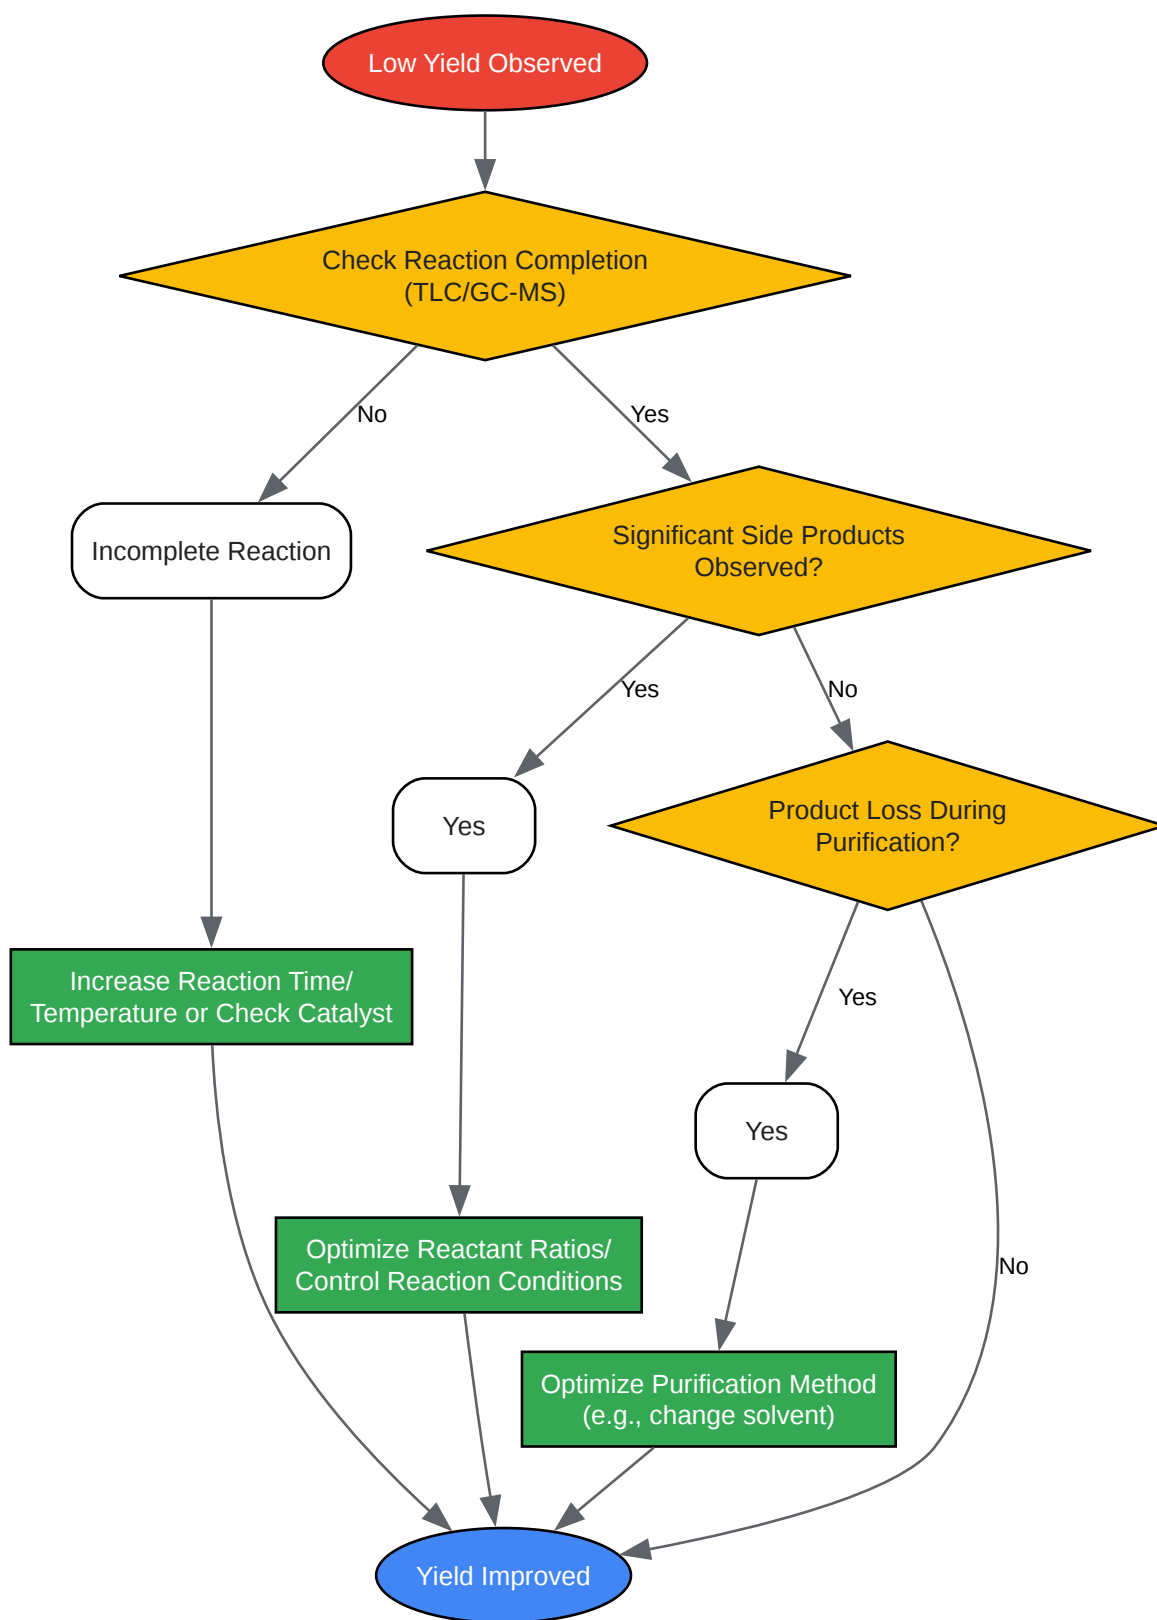 Low Yield Observed
Check Reaction Completion
(TLC/GC-MS)
No
Yes
Incomplete Reaction
Significant Side Products
Observed?
Yes
No
Yes
Product Loss During
Purification?
Increase Reaction Time/
Temperature or Check Catalyst
Yes
Yes
Optimize Reactant Ratios/
Control Reaction Conditions
No
Optimize Purification Method
(e.g., change solvent)
Yield Improved